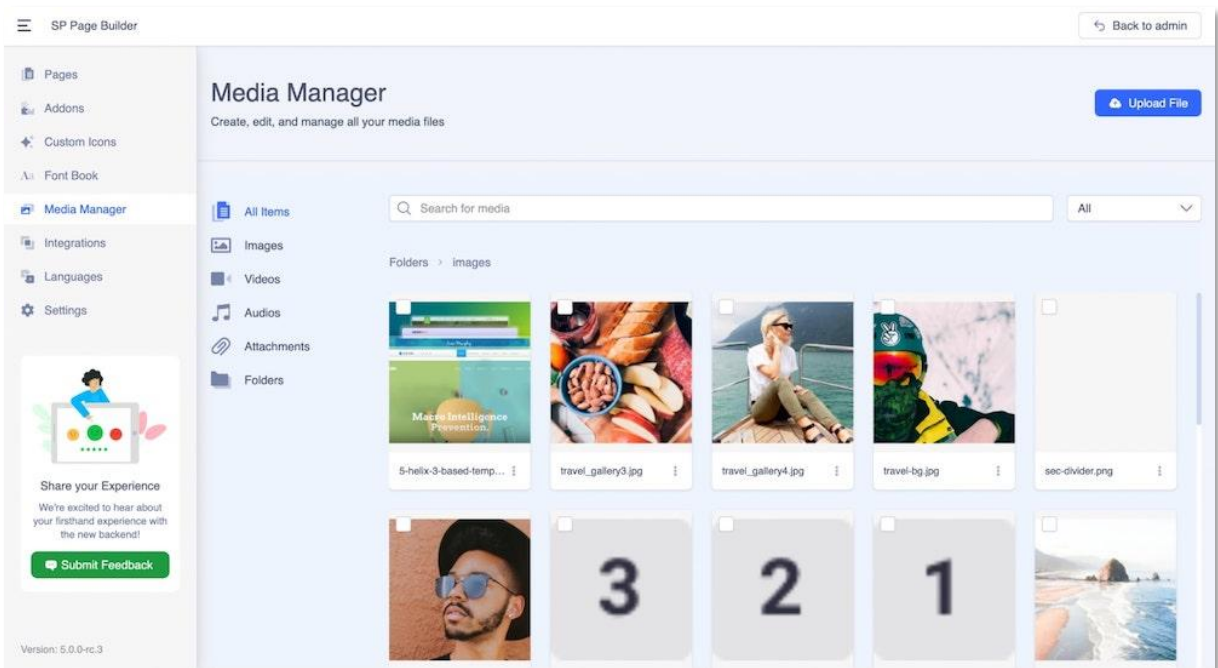 SP Page Builder
Back to admin
Pages
Addons
Custom Icons
Font Book
Media Manager
Integrations
Languages
Settings
Share your Experience
We're excited to hear about
your firsthand experience with
the new backend!
Submit Feedback
Version: 5.0.0-rc.3
Media Manager
Create, edit, and manage all your media files
Upload File
All Items
Images
Videos
Audios
Attachments
Folders
Search for media
All
Folders > images
Macro Intelligence
Prevention.
5-helix-3-based-temp...
travel_gallery3.jpg
travel_gallery4.jpg
travel-bg.jpg
sec-divider.png
3
2
1